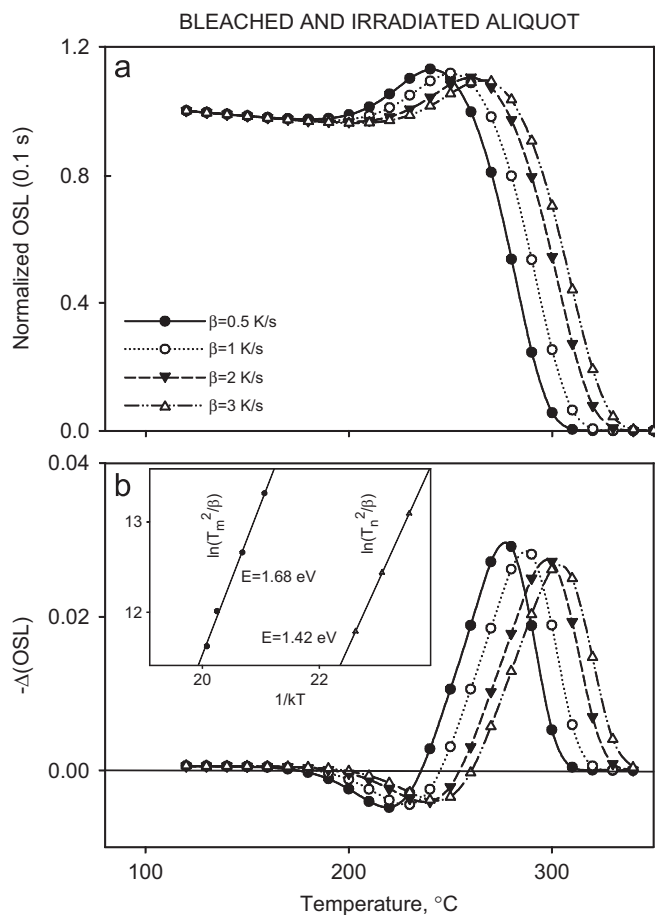 BLEACHED AND IRRADIATED ALIQUOT
1.2
a
Normalized OSL (0.1 s)
0.8
0.4
β=0.5 K/s
β=1 K/s
β=2 K/s
β=3 K/s
0.0
0.04
b
ln(Tm²/β)
ln(Tn²/β)
13
E=1.68 eV
12
E=1.42 eV
20
22
1/kT
-Δ(OSL)
0.02
0.00
100
200
300
Temperature, °C